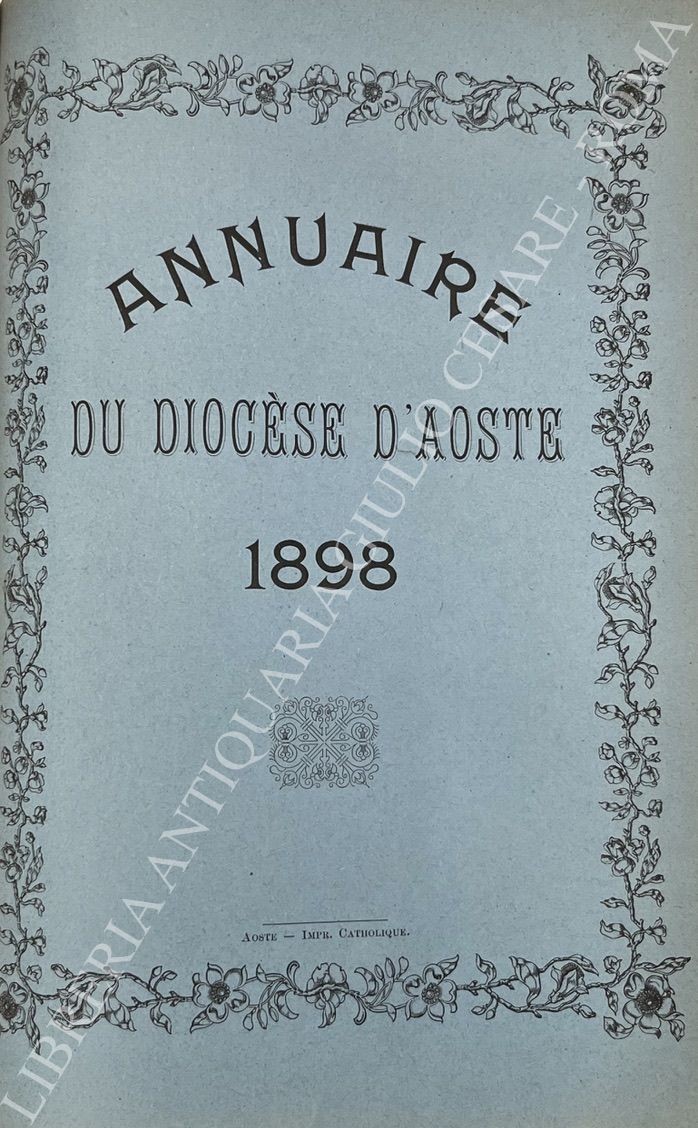 ANNUAIRE
DU DIOCÈSE D'AOSTE
1898
AOSTE — IMPR. CATHOLIQUE.
LIBRERIA ANTIQUARIA GIULIO CESARE - ROMA